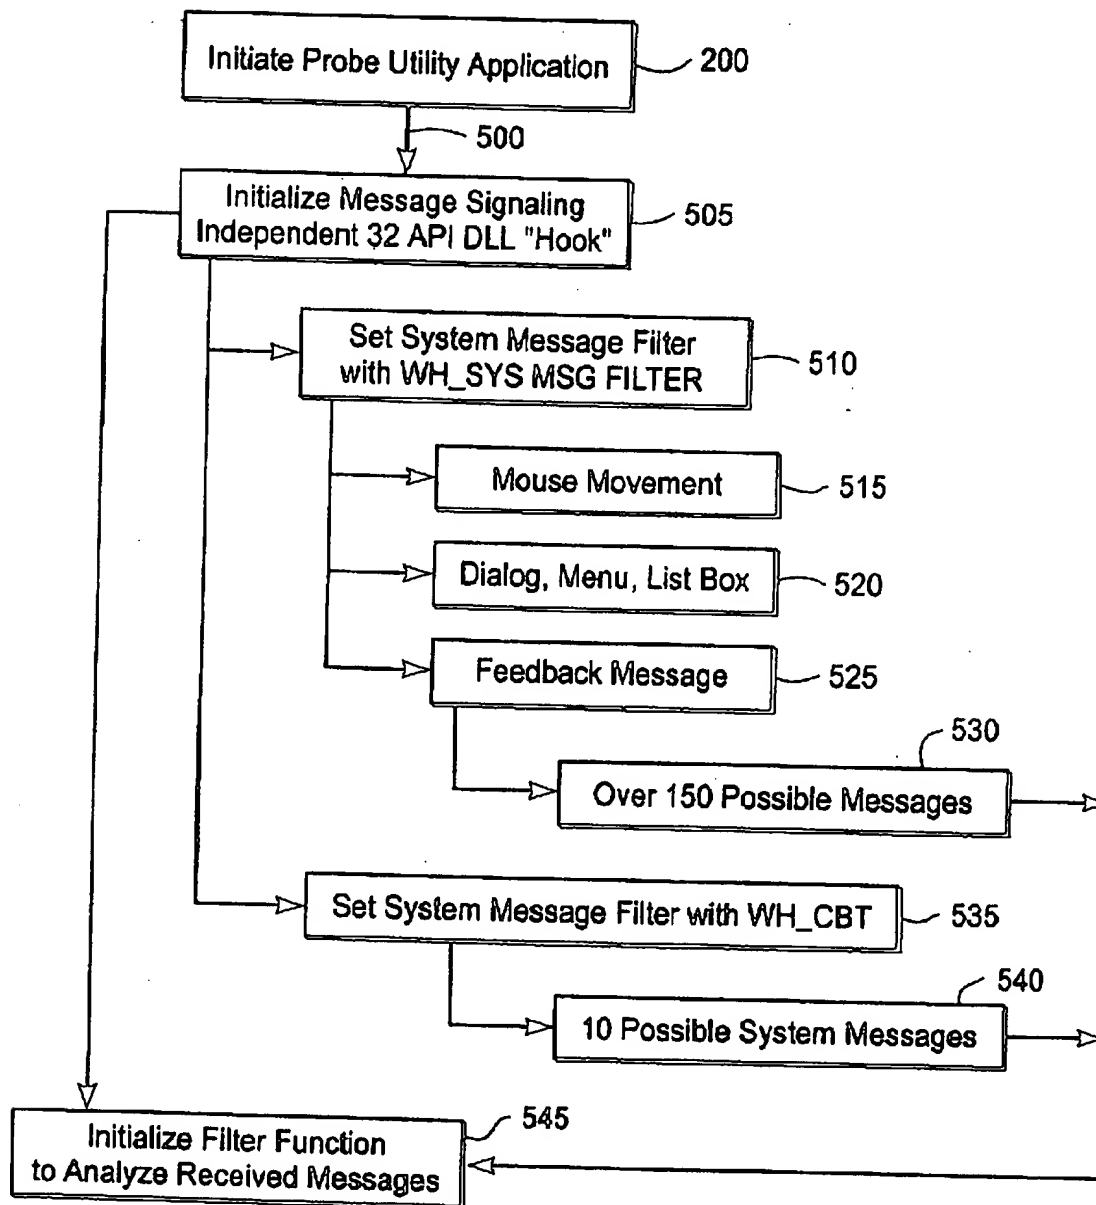 Initiate Probe Utility Application
200
500
Initialize Message Signaling
Independent 32 API DLL "Hook"
505
Set System Message Filter
with WH_SYS MSG FILTER
510
Mouse Movement
515
Dialog, Menu, List Box
520
Feedback Message
525
530
Over 150 Possible Messages
Set System Message Filter with WH_CBT
535
540
10 Possible System Messages
545
Initialize Filter Function
to Analyze Received Messages